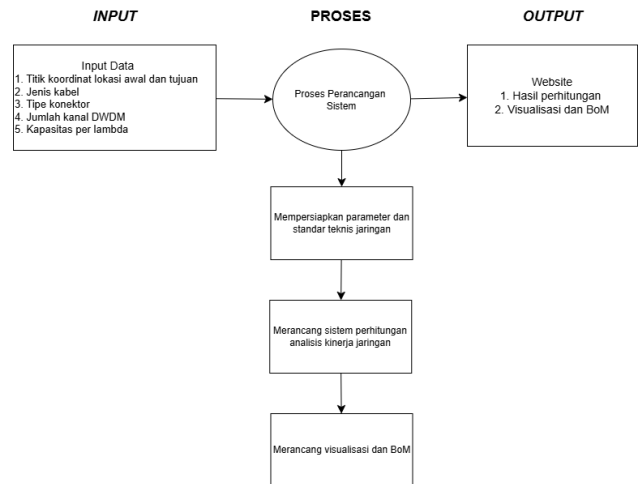 INPUT
PROSES
OUTPUT
Input Data
1. Titik koordinat lokasi awal dan tujuan
2. Jenis kabel
3. Tipe konektor
4. Jumlah kanal DWDM
5. Kapasitas per lambda
Proses Perancangan
Sistem
Website
1. Hasil perhitungan
2. Visualisasi dan BoM
Mempersiapkan parameter dan
standar teknis jaringan
Merancang sistem perhitungan
analisis kinerja jaringan
Merancang visualisasi dan BoM